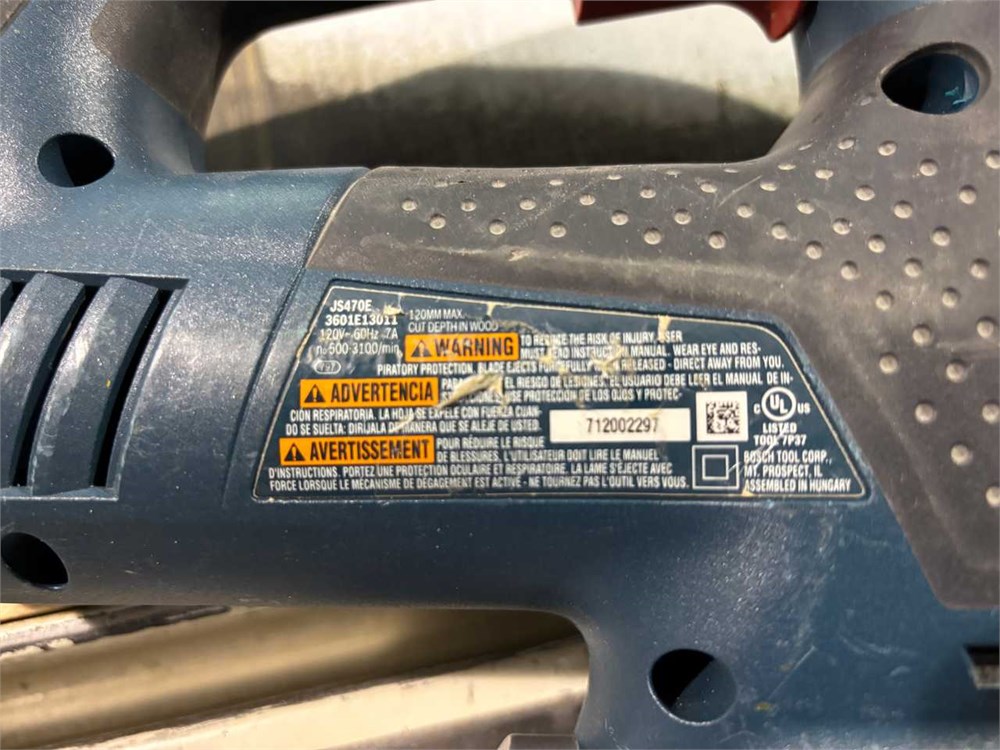 JS470E
3601E13011
120V~ 60Hz 7A
n₀ 500-3100/min
120MM MAX.
CUT DEPTH IN WOOD
WARNING TO REDUCE THE RISK OF INJURY, USER
MUST READ INSTRUCTION MANUAL. WEAR EYE AND RES-
PIRATORY PROTECTION. BLADE EJECTS FORCEFULLY WHEN RELEASED - DIRECT AWAY FROM YOU.
ADVERTENCIA PARA EL RIESGO DE LESIONES, EL USUARIO DEBE LEER EL MANUAL DE IN-
USE PROTECCION DE LOS OJOS Y PROTEC-
CIÓN RESPIRATORIA. LA HOJA SE EXPELE CON FUERZA CUAN-
DO SE SUELTA: DIRIJALA DE MANERA QUE SE ALEJE DE USTED.
AVERTISSEMENT POUR RÉDUIRE LE RISQUE
DE BLESSURES, L'UTILISATEUR DOIT LIRE LE MANUEL
D'INSTRUCTIONS. PORTEZ UNE PROTECTION OCULAIRE ET RESPIRATOIRE. LA LAME S'ÉJECTE AVEC
FORCE LORSQUE LE MÉCANISME DE DÉGAGEMENT EST ACTIVE - NE TOURNEZ PAS L'OUTIL VERS VOUS.
712002297
C UL US
LISTED
TOOL 7P37
BOSCH TOOL CORP.,
MT. PROSPECT, IL
ASSEMBLED IN HUNGARY